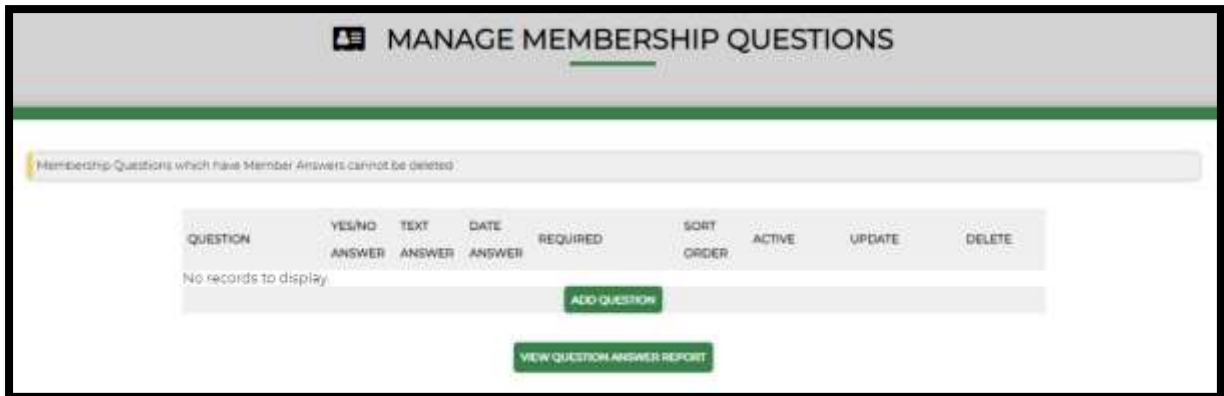 MANAGE MEMBERSHIP QUESTIONS
Membership Questions which have Member Answers cannot be deleted
QUESTION YES/NO ANSWER TEXT ANSWER DATE ANSWER REQUIRED SORT ORDER ACTIVE UPDATE DELETE
No records to display.
ADD QUESTION
VIEW QUESTION ANSWER REPORT